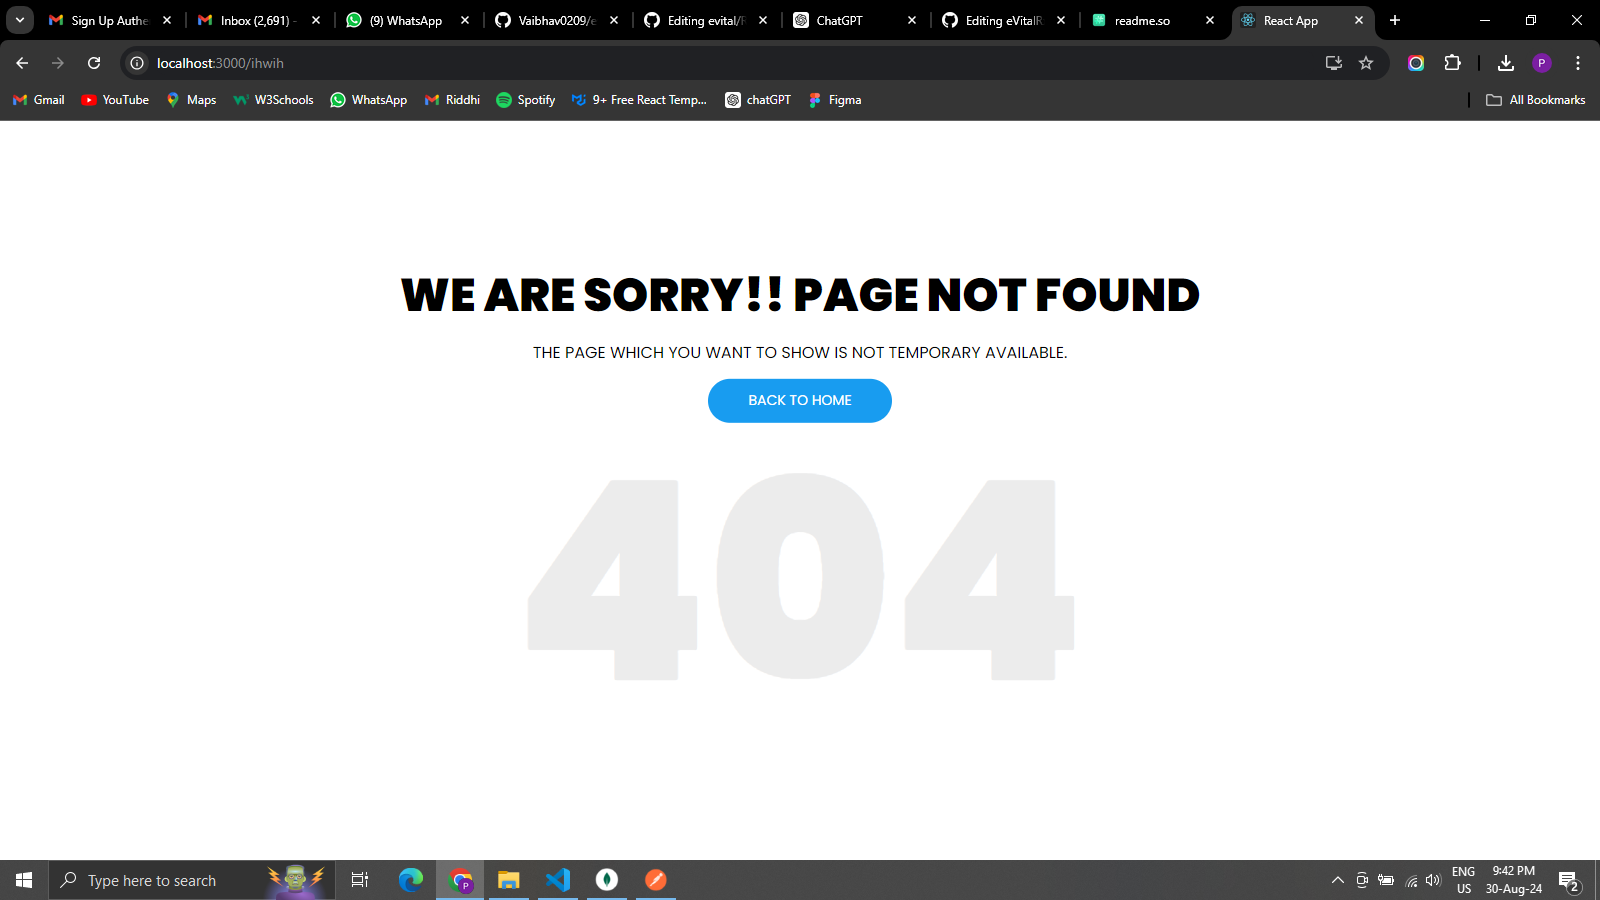 Sign Up Authe
Inbox (2,691) -
(9) WhatsApp
Vaibhav0209/e
Editing evital/R
ChatGPT
Editing eVitalR
readme.so
React App
localhost:3000/ihwih
P
Gmail
YouTube
Maps
W3Schools
WhatsApp
Riddhi
Spotify
9+ Free React Temp...
chatGPT
Figma
All Bookmarks
WE ARE SORRY!! PAGE NOT FOUND
THE PAGE WHICH YOU WANT TO SHOW IS NOT TEMPORARY AVAILABLE.
BACK TO HOME
404
Type here to search
P
ENG
US
9:42 PM
30-Aug-24
2